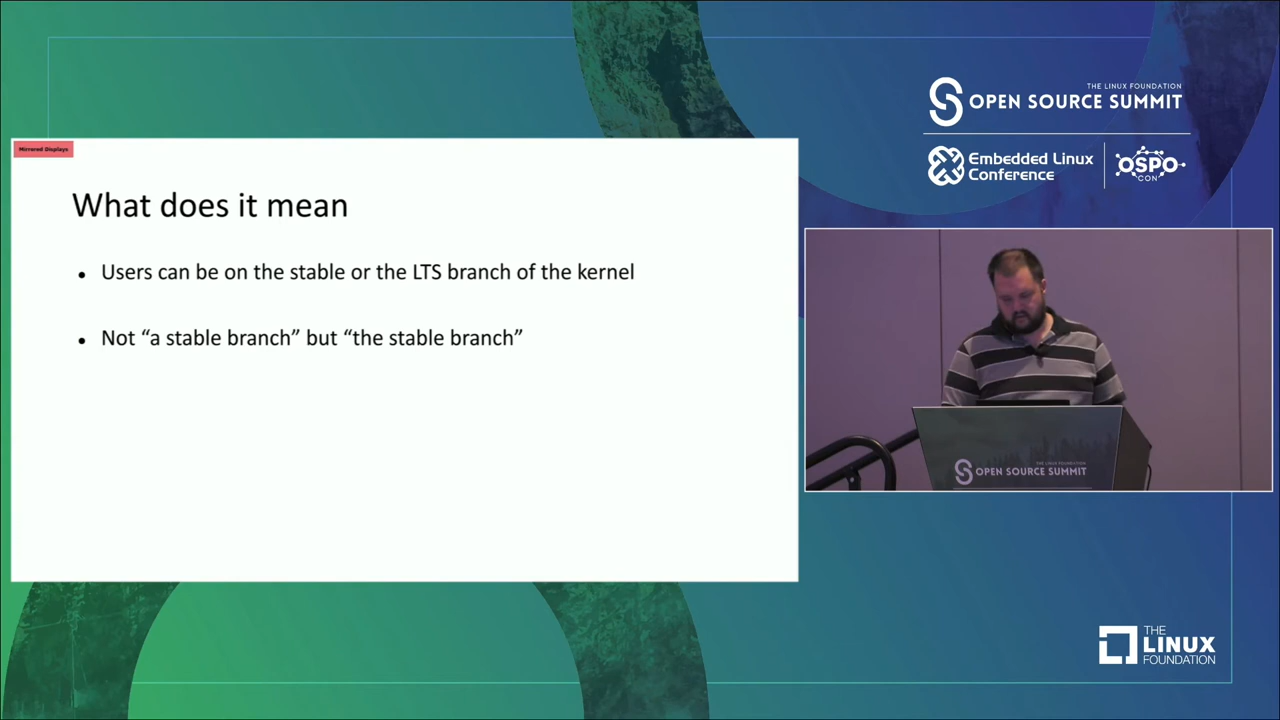 THE LINUX FOUNDATION
OPEN SOURCE SUMMIT
Embedded Linux
Conference
OSPO
CON
Mirrored Displays
What does it mean
• Users can be on the stable or the LTS branch of the kernel
• Not “a stable branch” but “the stable branch”
THE LINUX FOUNDATION
OPEN SOURCE SUMMIT
THE
LINUX
FOUNDATION